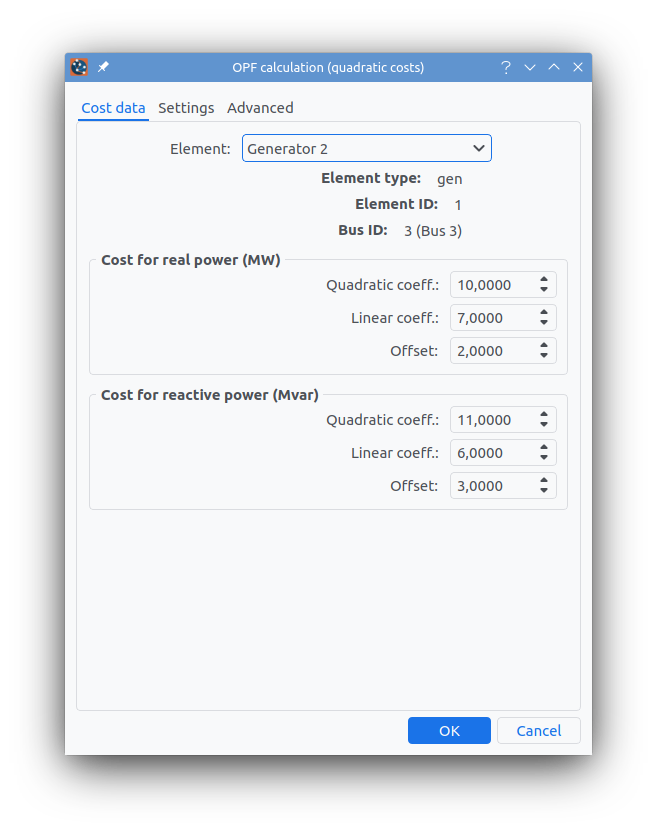 OPF calculation (quadratic costs)
Cost data Settings Advanced
Element: Generator 2
Element type: gen
Element ID: 1
Bus ID: 3 (Bus 3)
Cost for real power (MW)
Quadratic coeff.: 10,0000
Linear coeff.: 7,0000
Offset: 2,0000
Cost for reactive power (Mvar)
Quadratic coeff.: 11,0000
Linear coeff.: 6,0000
Offset: 3,0000
OK Cancel